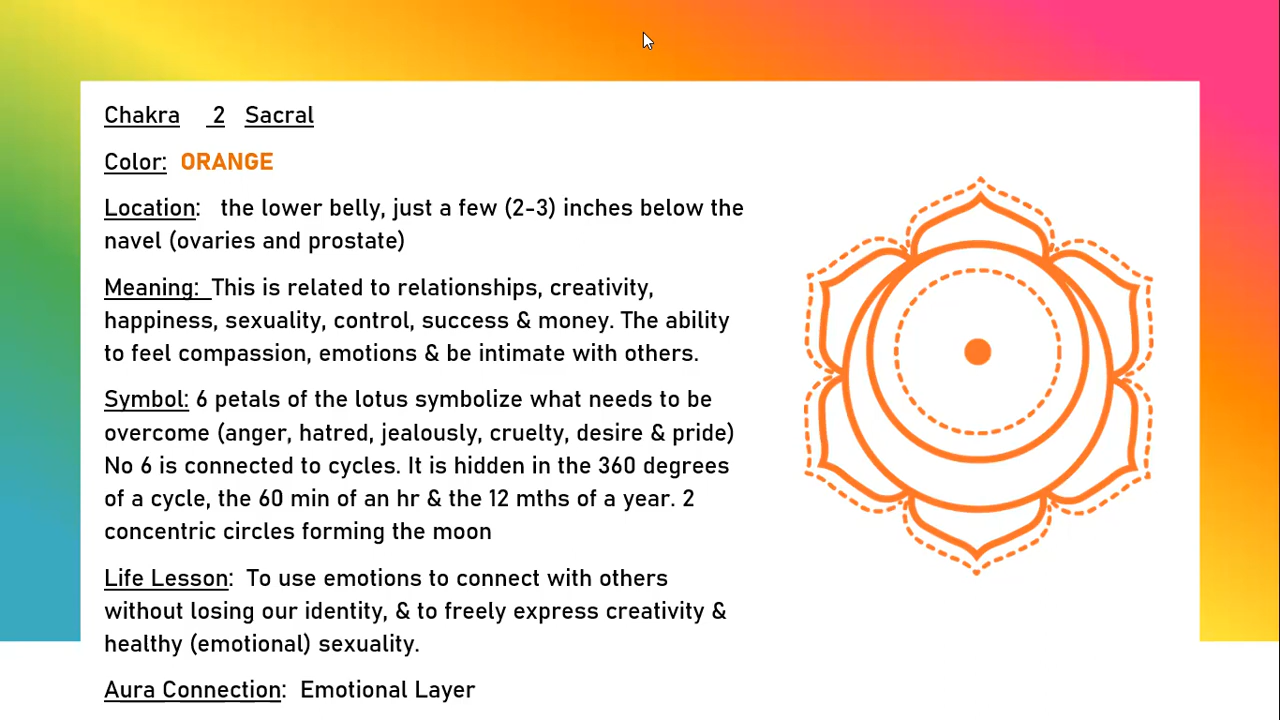 Chakra 2 Sacral
Color: ORANGE
Location: the lower belly, just a few (2-3) inches below the
navel (ovaries and prostate)
Meaning: This is related to relationships, creativity,
happiness, sexuality, control, success & money. The ability
to feel compassion, emotions & be intimate with others.
Symbol: 6 petals of the lotus symbolize what needs to be
overcome (anger, hatred, jealously, cruelty, desire & pride)
No 6 is connected to cycles. It is hidden in the 360 degrees
of a cycle, the 60 min of an hr & the 12 mths of a year. 2
concentric circles forming the moon
Life Lesson: To use emotions to connect with others
without losing our identity, & to freely express creativity &
healthy (emotional) sexuality.
Aura Connection: Emotional Layer